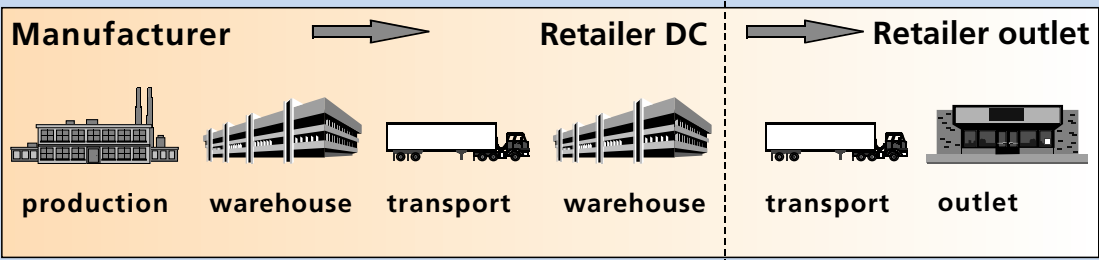 Manufacturer Retailer DC Retailer outlet
production warehouse transport warehouse transport outlet